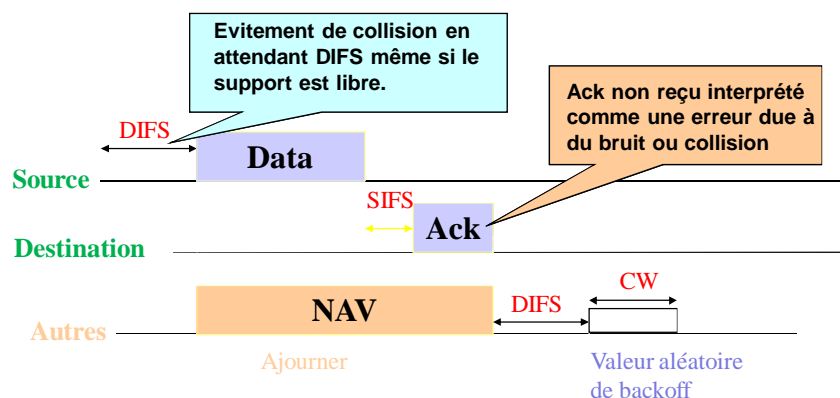 Evitement de collision en
attendant DIFS même si le
support est libre.
Ack non reçu interprété
comme une erreur due à
du bruit ou collision
DIFS
Data
Source
SIFS
Ack
Destination
CW
NAV
DIFS
Autres
Ajourner
Valeur aléatoire
de backoff